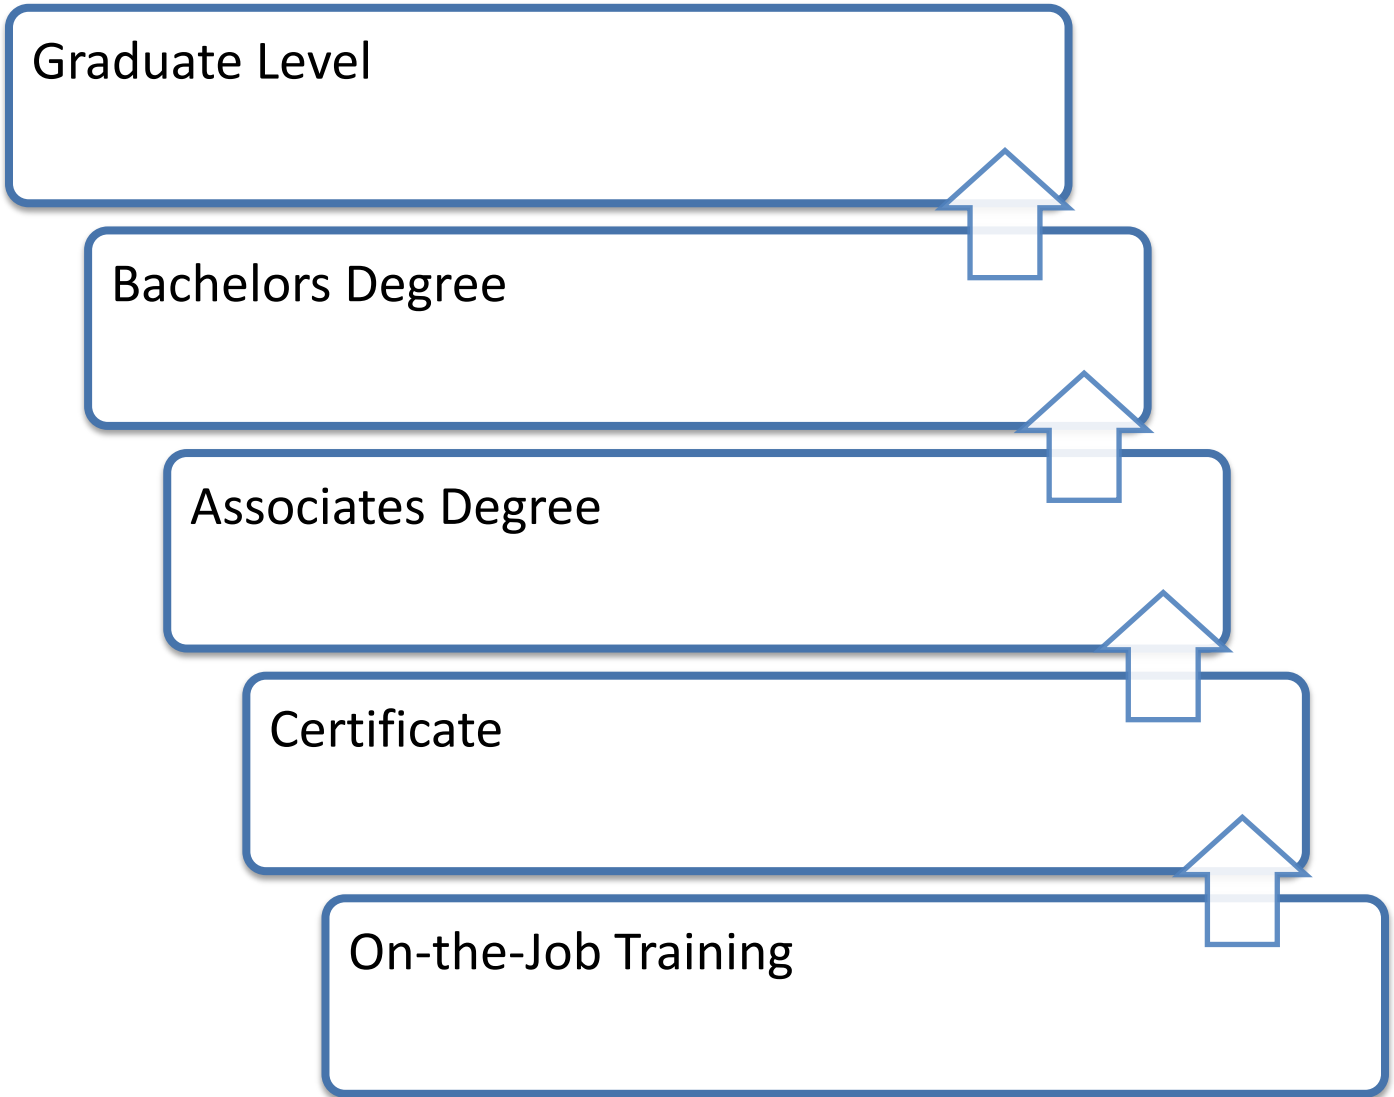 Graduate Level
Bachelors Degree
Associates Degree
Certificate
On-the-Job Training